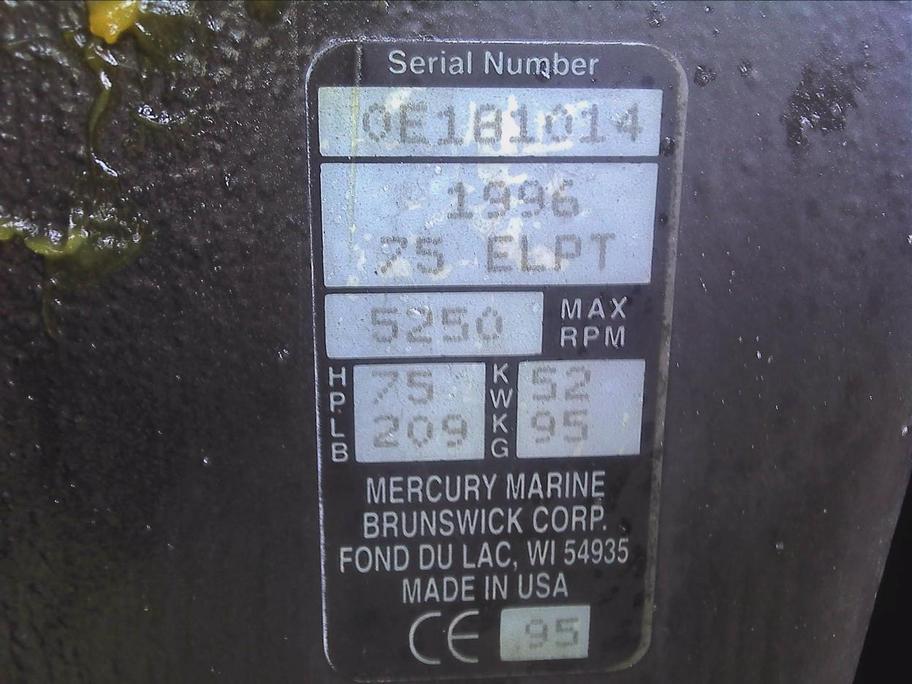 Serial Number
0E181014
1996
75 ELPT
5250 MAX RPM
HP 75 KW 52
LB 209 KG 95
MERCURY MARINE
BRUNSWICK CORP.
FOND DU LAC, WI 54935
MADE IN USA
CE 95